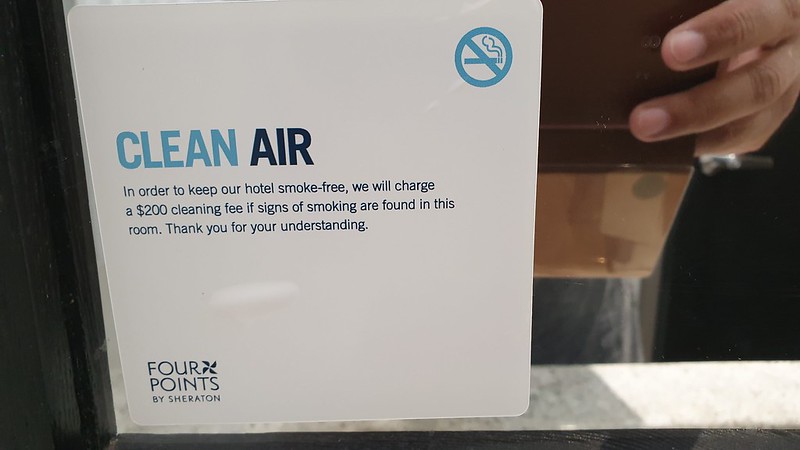 CLEAN AIR
In order to keep our hotel smoke-free, we will charge
a $200 cleaning fee if signs of smoking are found in this
room. Thank you for your understanding.
FOUR
POINTS
BY SHERATON